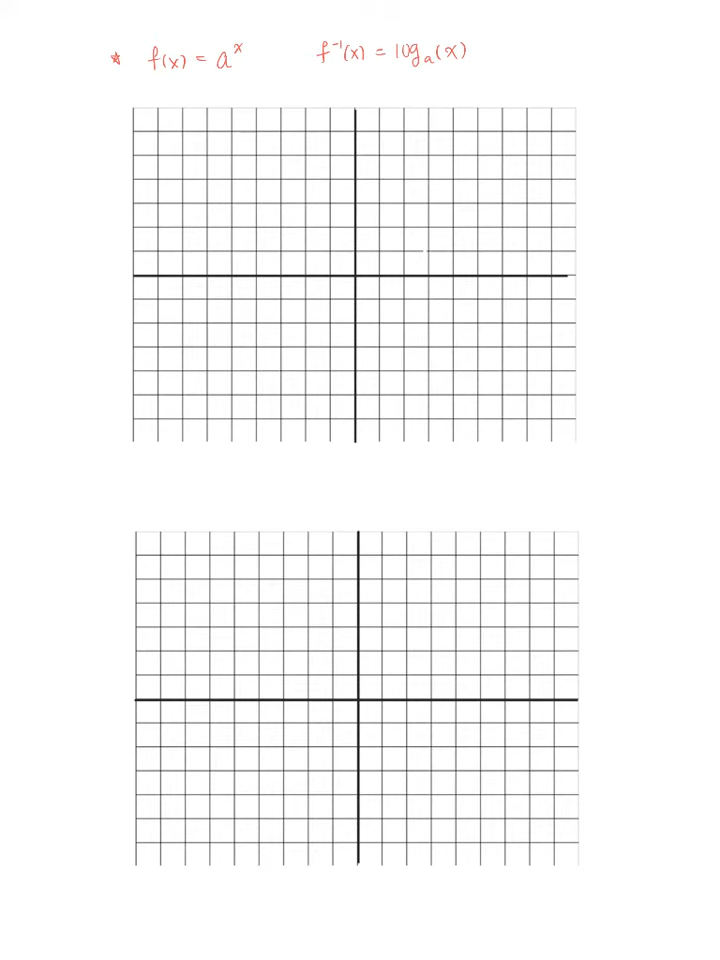 ☆ f(x) = a^x f⁻¹(x) = log_a(x)